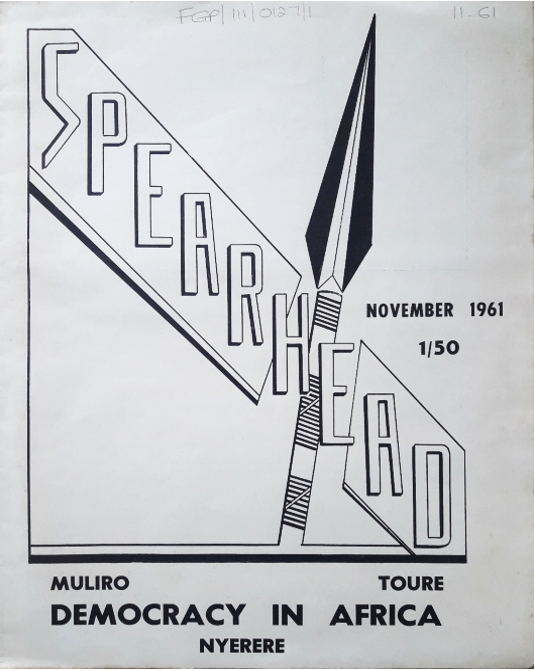 FGP/111/0127/1 11-61
SPEARHEAD
NOVEMBER 1961
1/50
MULIRO TOURE
DEMOCRACY IN AFRICA
NYERERE